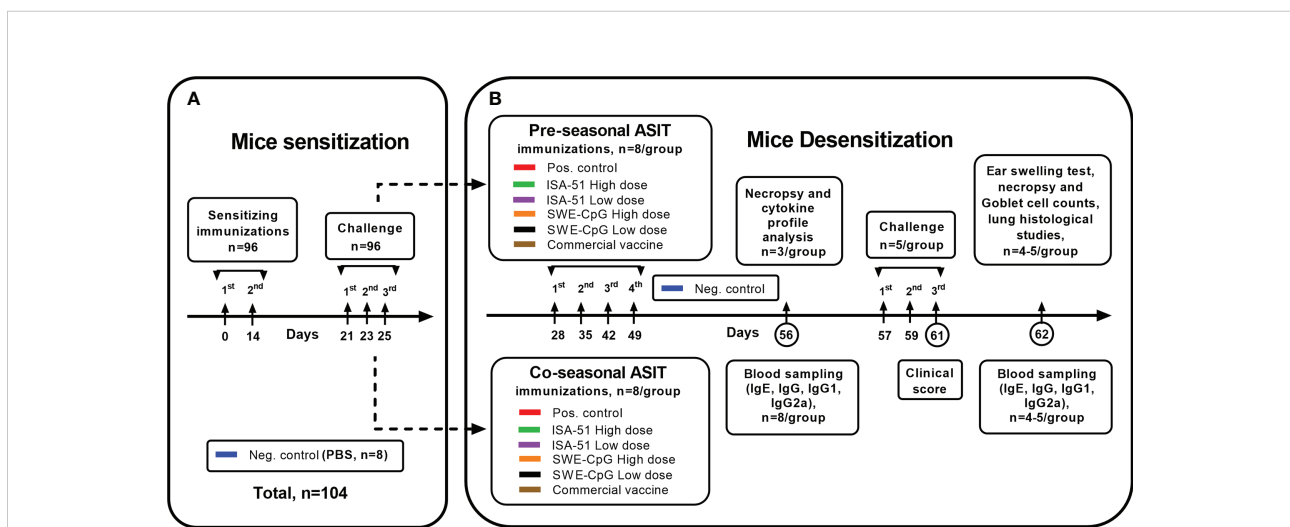 A
Mice sensitization
Sensitizing
immunizations
n=96
Challenge
n=96
1st
2nd
1st
2nd
3rd
0
14
Days
21
23
25
Neg. control (PBS, n=8)
Total, n=104
B
Mice Desensitization
Pre-seasonal ASIT
immunizations, n=8/group
Pos. control
ISA-51 High dose
ISA-51 Low dose
SWE-CpG High dose
SWE-CpG Low dose
Commercial vaccine
Necropsy and
cytokine
profile
analysis
n=3/group
Challenge
n=5/group
Ear swelling test,
necropsy and
Goblet cell counts,
lung histological
studies,
n=4-5/group
1st
2nd
3rd
4th
Neg. control
1st
2nd
3rd
28
35
42
49
Days
56
57
59
61
62
Co-seasonal ASIT
immunizations, n=8/group
Pos. control
ISA-51 High dose
ISA-51 Low dose
SWE-CpG High dose
SWE-CpG Low dose
Commercial vaccine
Blood sampling
(IgE, IgG, IgG1,
IgG2a),
n=8/group
Clinical
score
Blood sampling
(IgE, IgG, IgG1,
IgG2a),
n=4-5/group